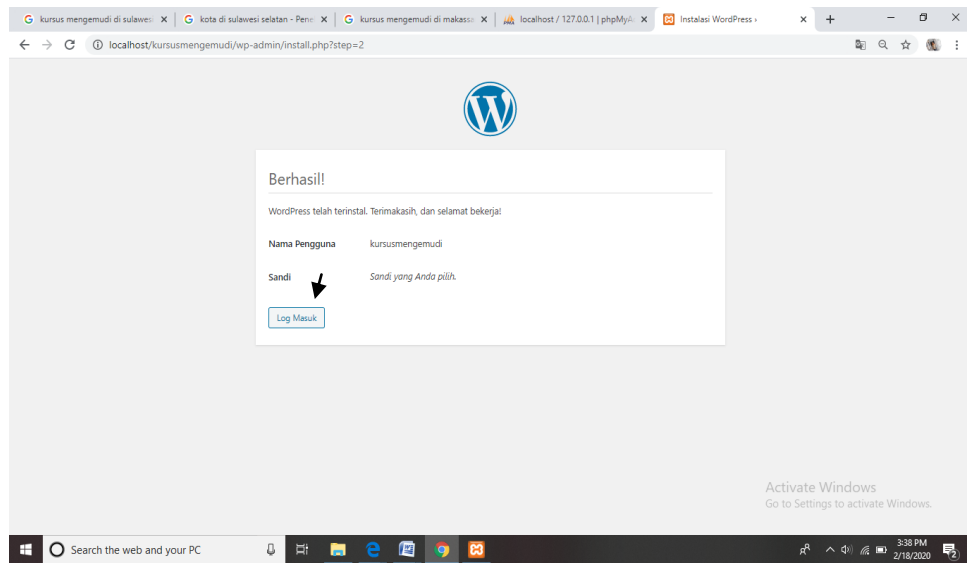 kursus mengemudi di sulawes
kota di sulawesi selatan - Pene
kursus mengemudi di makassa
localhost / 127.0.0.1 | phpMyA
Instalasi WordPress ›
localhost/kursusmengemudi/wp-admin/install.php?step=2
Berhasil!
WordPress telah terinstal. Terimakasih, dan selamat bekerja!
Nama Pengguna kursusmengemudi
Sandi Sandi yang Anda pilih.
Log Masuk
Activate Windows
Go to Settings to activate Windows.
Search the web and your PC
3:38 PM
2/18/2020
2